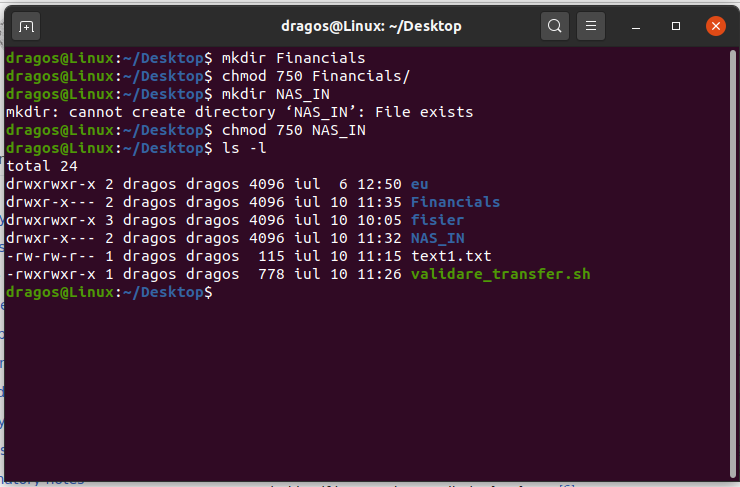 dragos@Linux: ~/Desktop
dragos@Linux:~/Desktop$ mkdir Financials
dragos@Linux:~/Desktop$ chmod 750 Financials/
dragos@Linux:~/Desktop$ mkdir NAS_IN
mkdir: cannot create directory ‘NAS_IN’: File exists
dragos@Linux:~/Desktop$ chmod 750 NAS_IN
dragos@Linux:~/Desktop$ ls -l
total 24
drwxrwxr-x 2 dragos dragos 4096 iul  6 12:50 eu
drwxr-x--- 2 dragos dragos 4096 iul 10 11:35 Financials
drwxrwxr-x 3 dragos dragos 4096 iul 10 10:05 fisier
drwxr-x--- 2 dragos dragos 4096 iul 10 11:32 NAS_IN
-rw-rw-r-- 1 dragos dragos  115 iul 10 11:15 text1.txt
-rwxrwxr-x 1 dragos dragos  778 iul 10 11:26 validare_transfer.sh
dragos@Linux:~/Desktop$